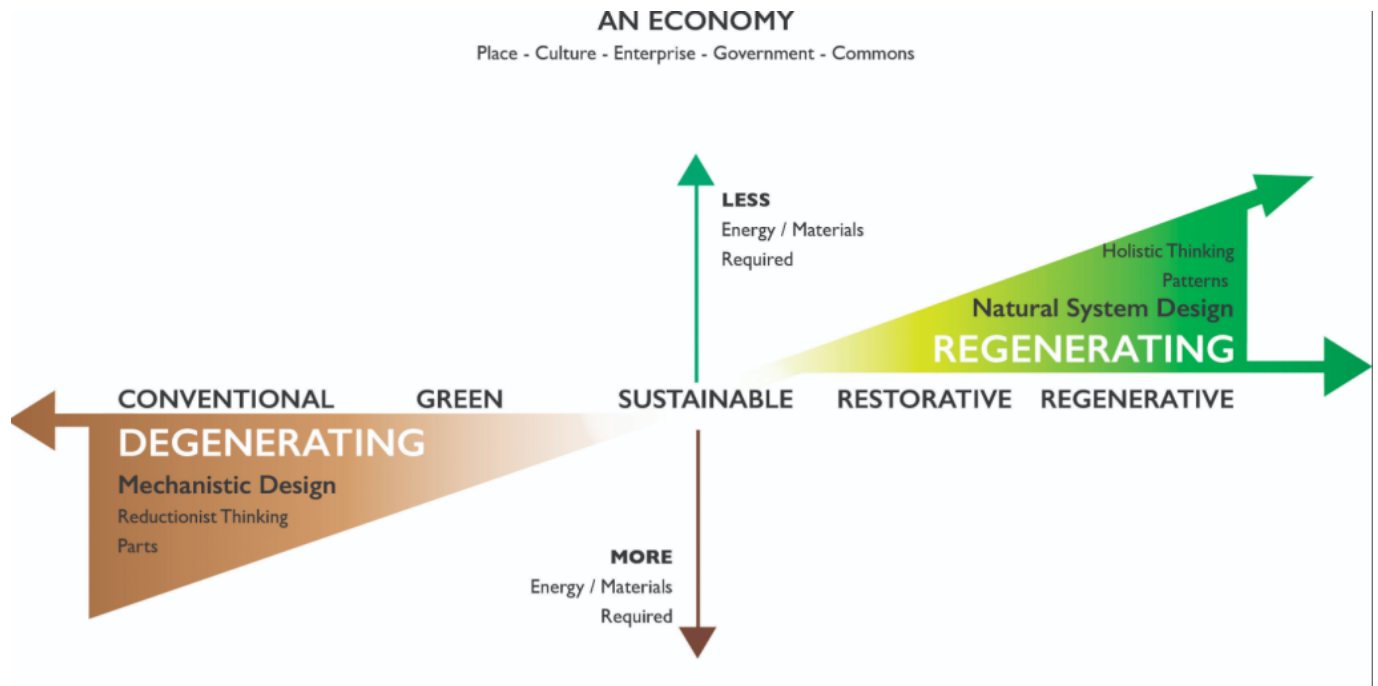 AN ECONOMY
Place - Culture - Enterprise - Government - Commons
LESS
Energy / Materials
Required
Holistic Thinking
Patterns
Natural System Design
REGENERATING
CONVENTIONAL GREEN SUSTAINABLE RESTORATIVE REGENERATIVE
DEGENERATING
Mechanistic Design
Reductionist Thinking
Parts
MORE
Energy / Materials
Required